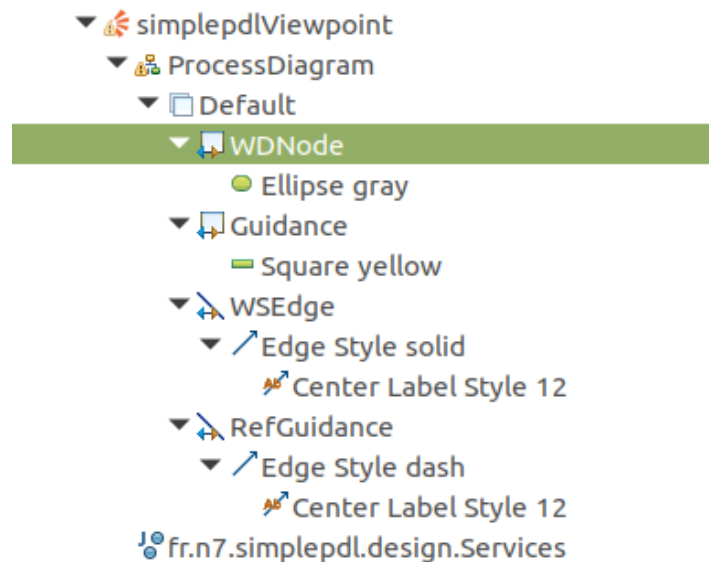 simplepdlViewpoint
ProcessDiagram
Default
WDNode
Ellipse gray
Guidance
Square yellow
WSEdge
Edge Style solid
Center Label Style 12
RefGuidance
Edge Style dash
Center Label Style 12
fr.n7.simplepdl.design.Services